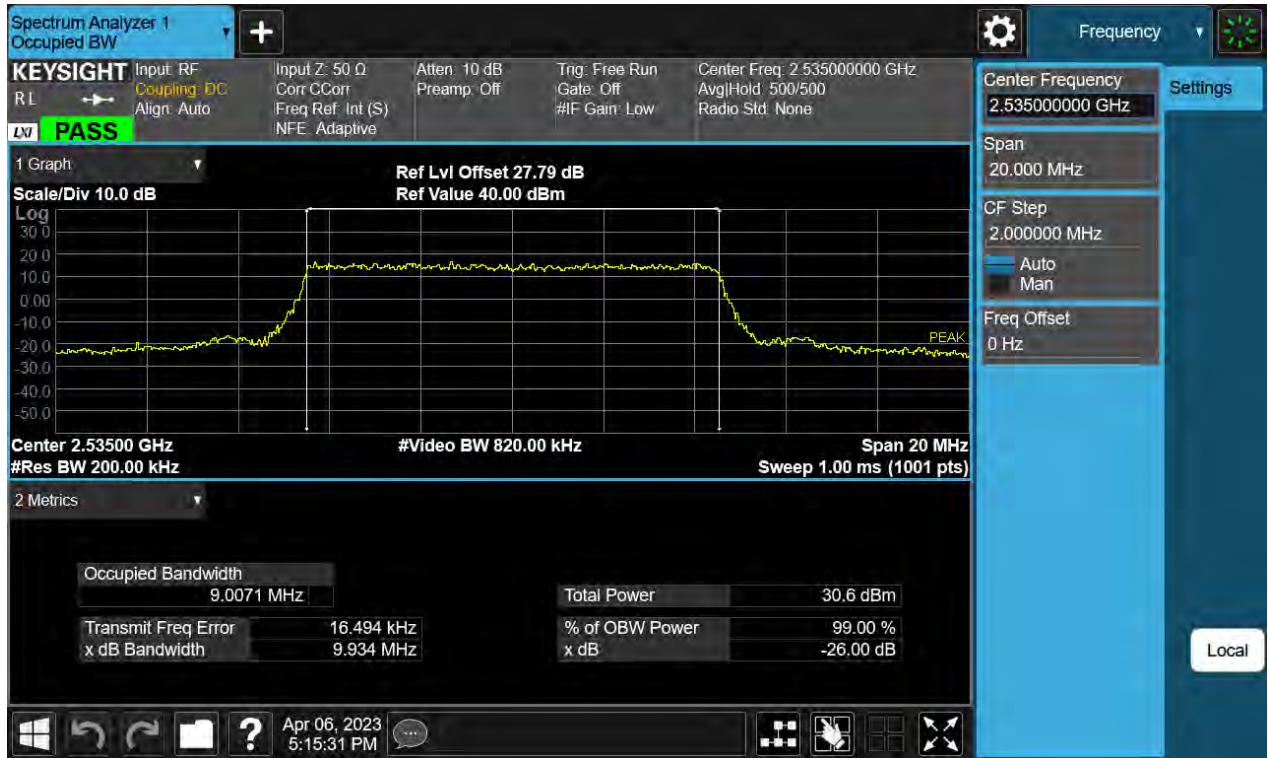 Spectrum Analyzer 1
Occupied BW
Frequency
KEYSIGHT
RL
LXI
PASS
Input: RF
Coupling: DC
Align: Auto
Input Z: 50 Ω
Corr CCorr
Freq Ref: Int (S)
NFE: Adaptive
Atten: 10 dB
Preamp: Off
Trig: Free Run
Gate: Off
#IF Gain: Low
Center Freq: 2.535000000 GHz
Avg|Hold: 500/500
Radio Std: None
1 Graph
Scale/Div 10.0 dB
Ref Lvl Offset 27.79 dB
Ref Value 40.00 dBm
Log
30.0
20.0
10.0
0.00
-10.0
-20.0
-30.0
-40.0
-50.0
PEAK
Center 2.53500 GHz
#Video BW 820.00 kHz
Span 20 MHz
#Res BW 200.00 kHz
Sweep 1.00 ms (1001 pts)
2 Metrics
Occupied Bandwidth
9.0071 MHz
Transmit Freq Error 16.494 kHz
x dB Bandwidth 9.934 MHz
Total Power 30.6 dBm
% of OBW Power 99.00 %
x dB -26.00 dB
Center Frequency
2.535000000 GHz
Settings
Span
20.000 MHz
CF Step
2.000000 MHz
Auto
Man
Freq Offset
0 Hz
Local
?
Apr 06, 2023
5:15:31 PM